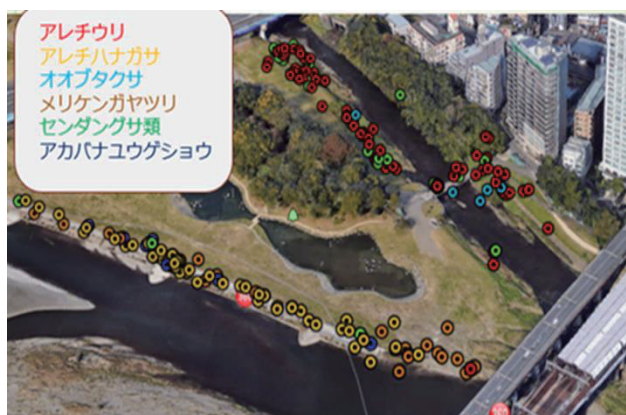 アレチウリ
アレチハナガサ
オオブタクサ
メリケンガヤツリ
センダングサ類
アカバナユウゲショウ